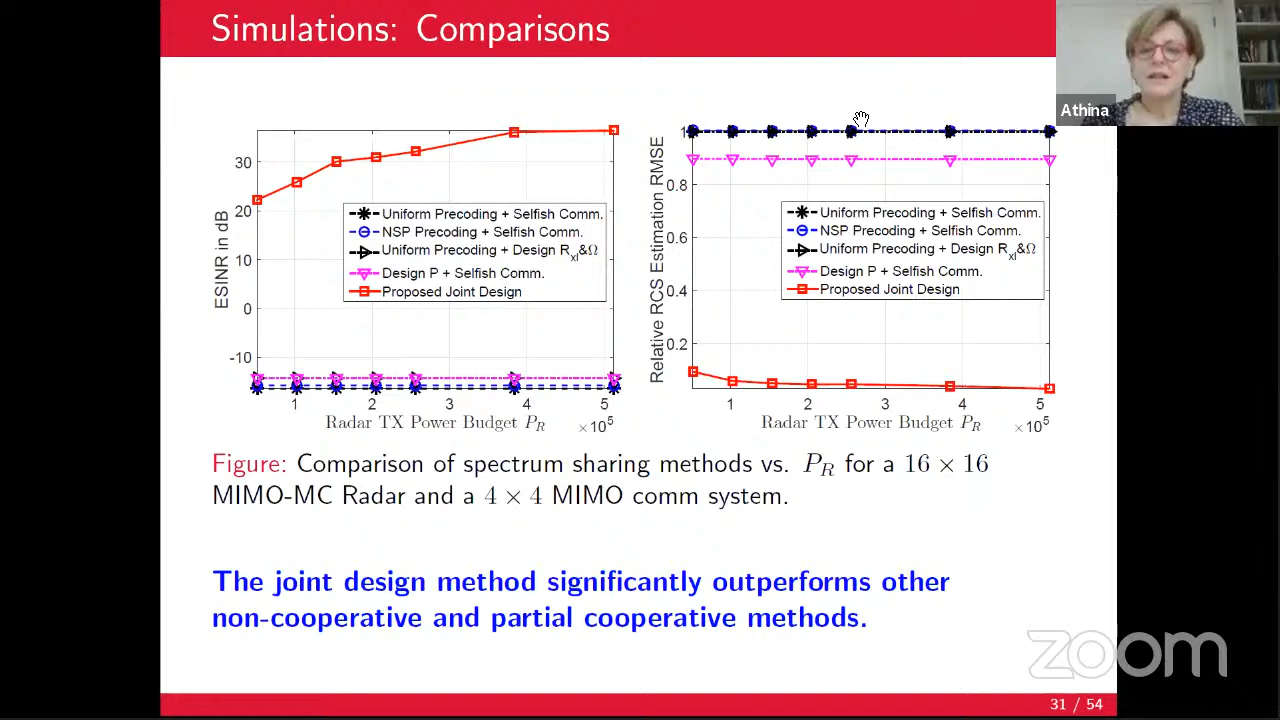 Simulations: Comparisons
Athina
ESINR in dB
30
20
10
0
-10
Uniform Precoding + Selfish Comm.
NSP Precoding + Selfish Comm.
Uniform Precoding + Design R_xl&Ω
Design P + Selfish Comm.
Proposed Joint Design
1 2 3 4 5
Radar TX Power Budget P_R ×10^5
Relative RCS Estimation RMSE
1
0.8
0.6
0.4
0.2
Uniform Precoding + Selfish Comm.
NSP Precoding + Selfish Comm.
Uniform Precoding + Design R_xl&Ω
Design P + Selfish Comm.
Proposed Joint Design
1 2 3 4 5
Radar TX Power Budget P_R ×10^5
Figure: Comparison of spectrum sharing methods vs. P_R for a 16 × 16
MIMO-MC Radar and a 4 × 4 MIMO comm system.
The joint design method significantly outperforms other
non-cooperative and partial cooperative methods.
zoom
31 / 54